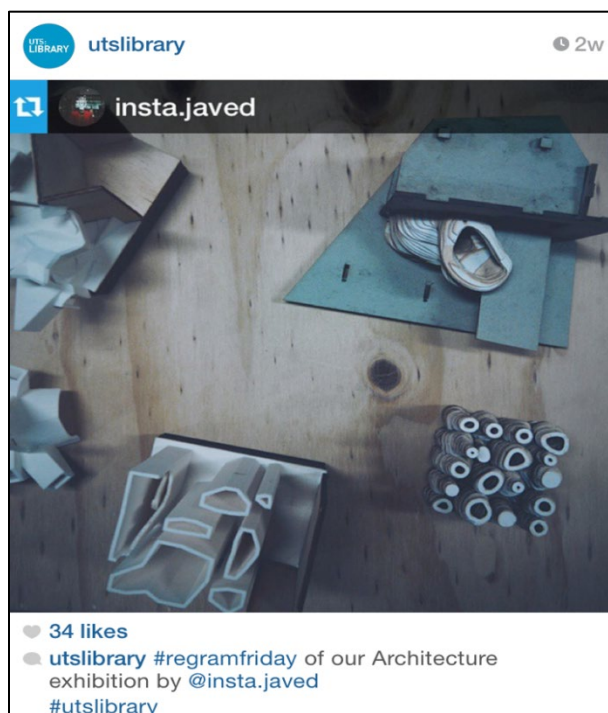 UTS:
LIBRARY
utslibrary
2w
insta.javed
34 likes
utslibrary #regramfriday of our Architecture
exhibition by @insta.javed
#utslibrary